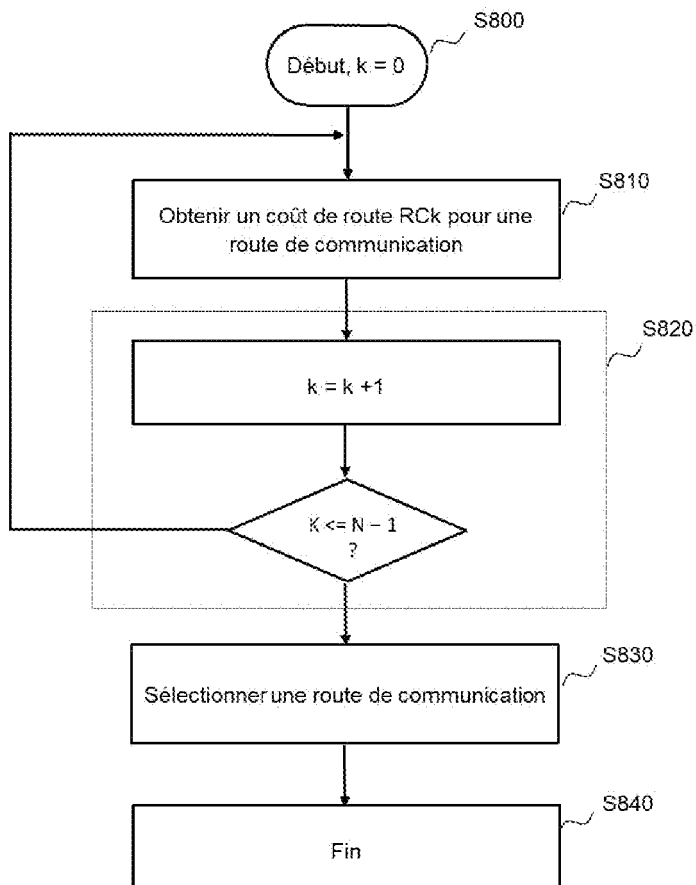 S800
Début, k = 0
S810
Obtenir un coût de route RCk pour une
route de communication
S820
k = k +1
K <= N – 1
?
S830
Sélectionner une route de communication
S840
Fin